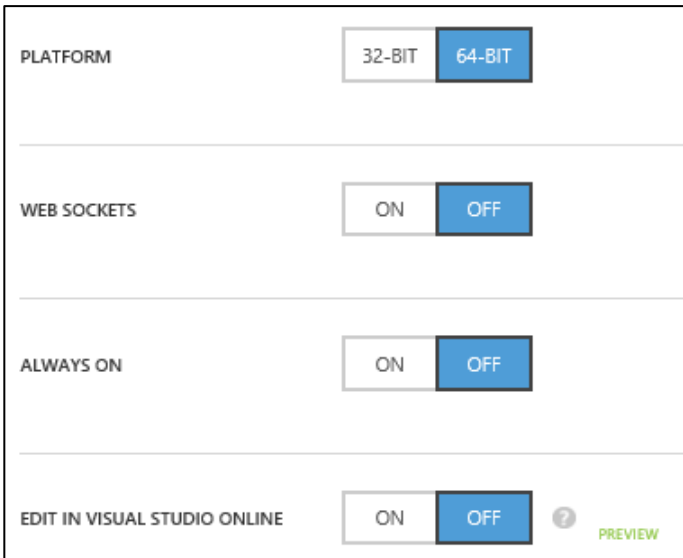 PLATFORM 32-BIT 64-BIT
WEB SOCKETS ON OFF
ALWAYS ON ON OFF
EDIT IN VISUAL STUDIO ONLINE ON OFF ? PREVIEW